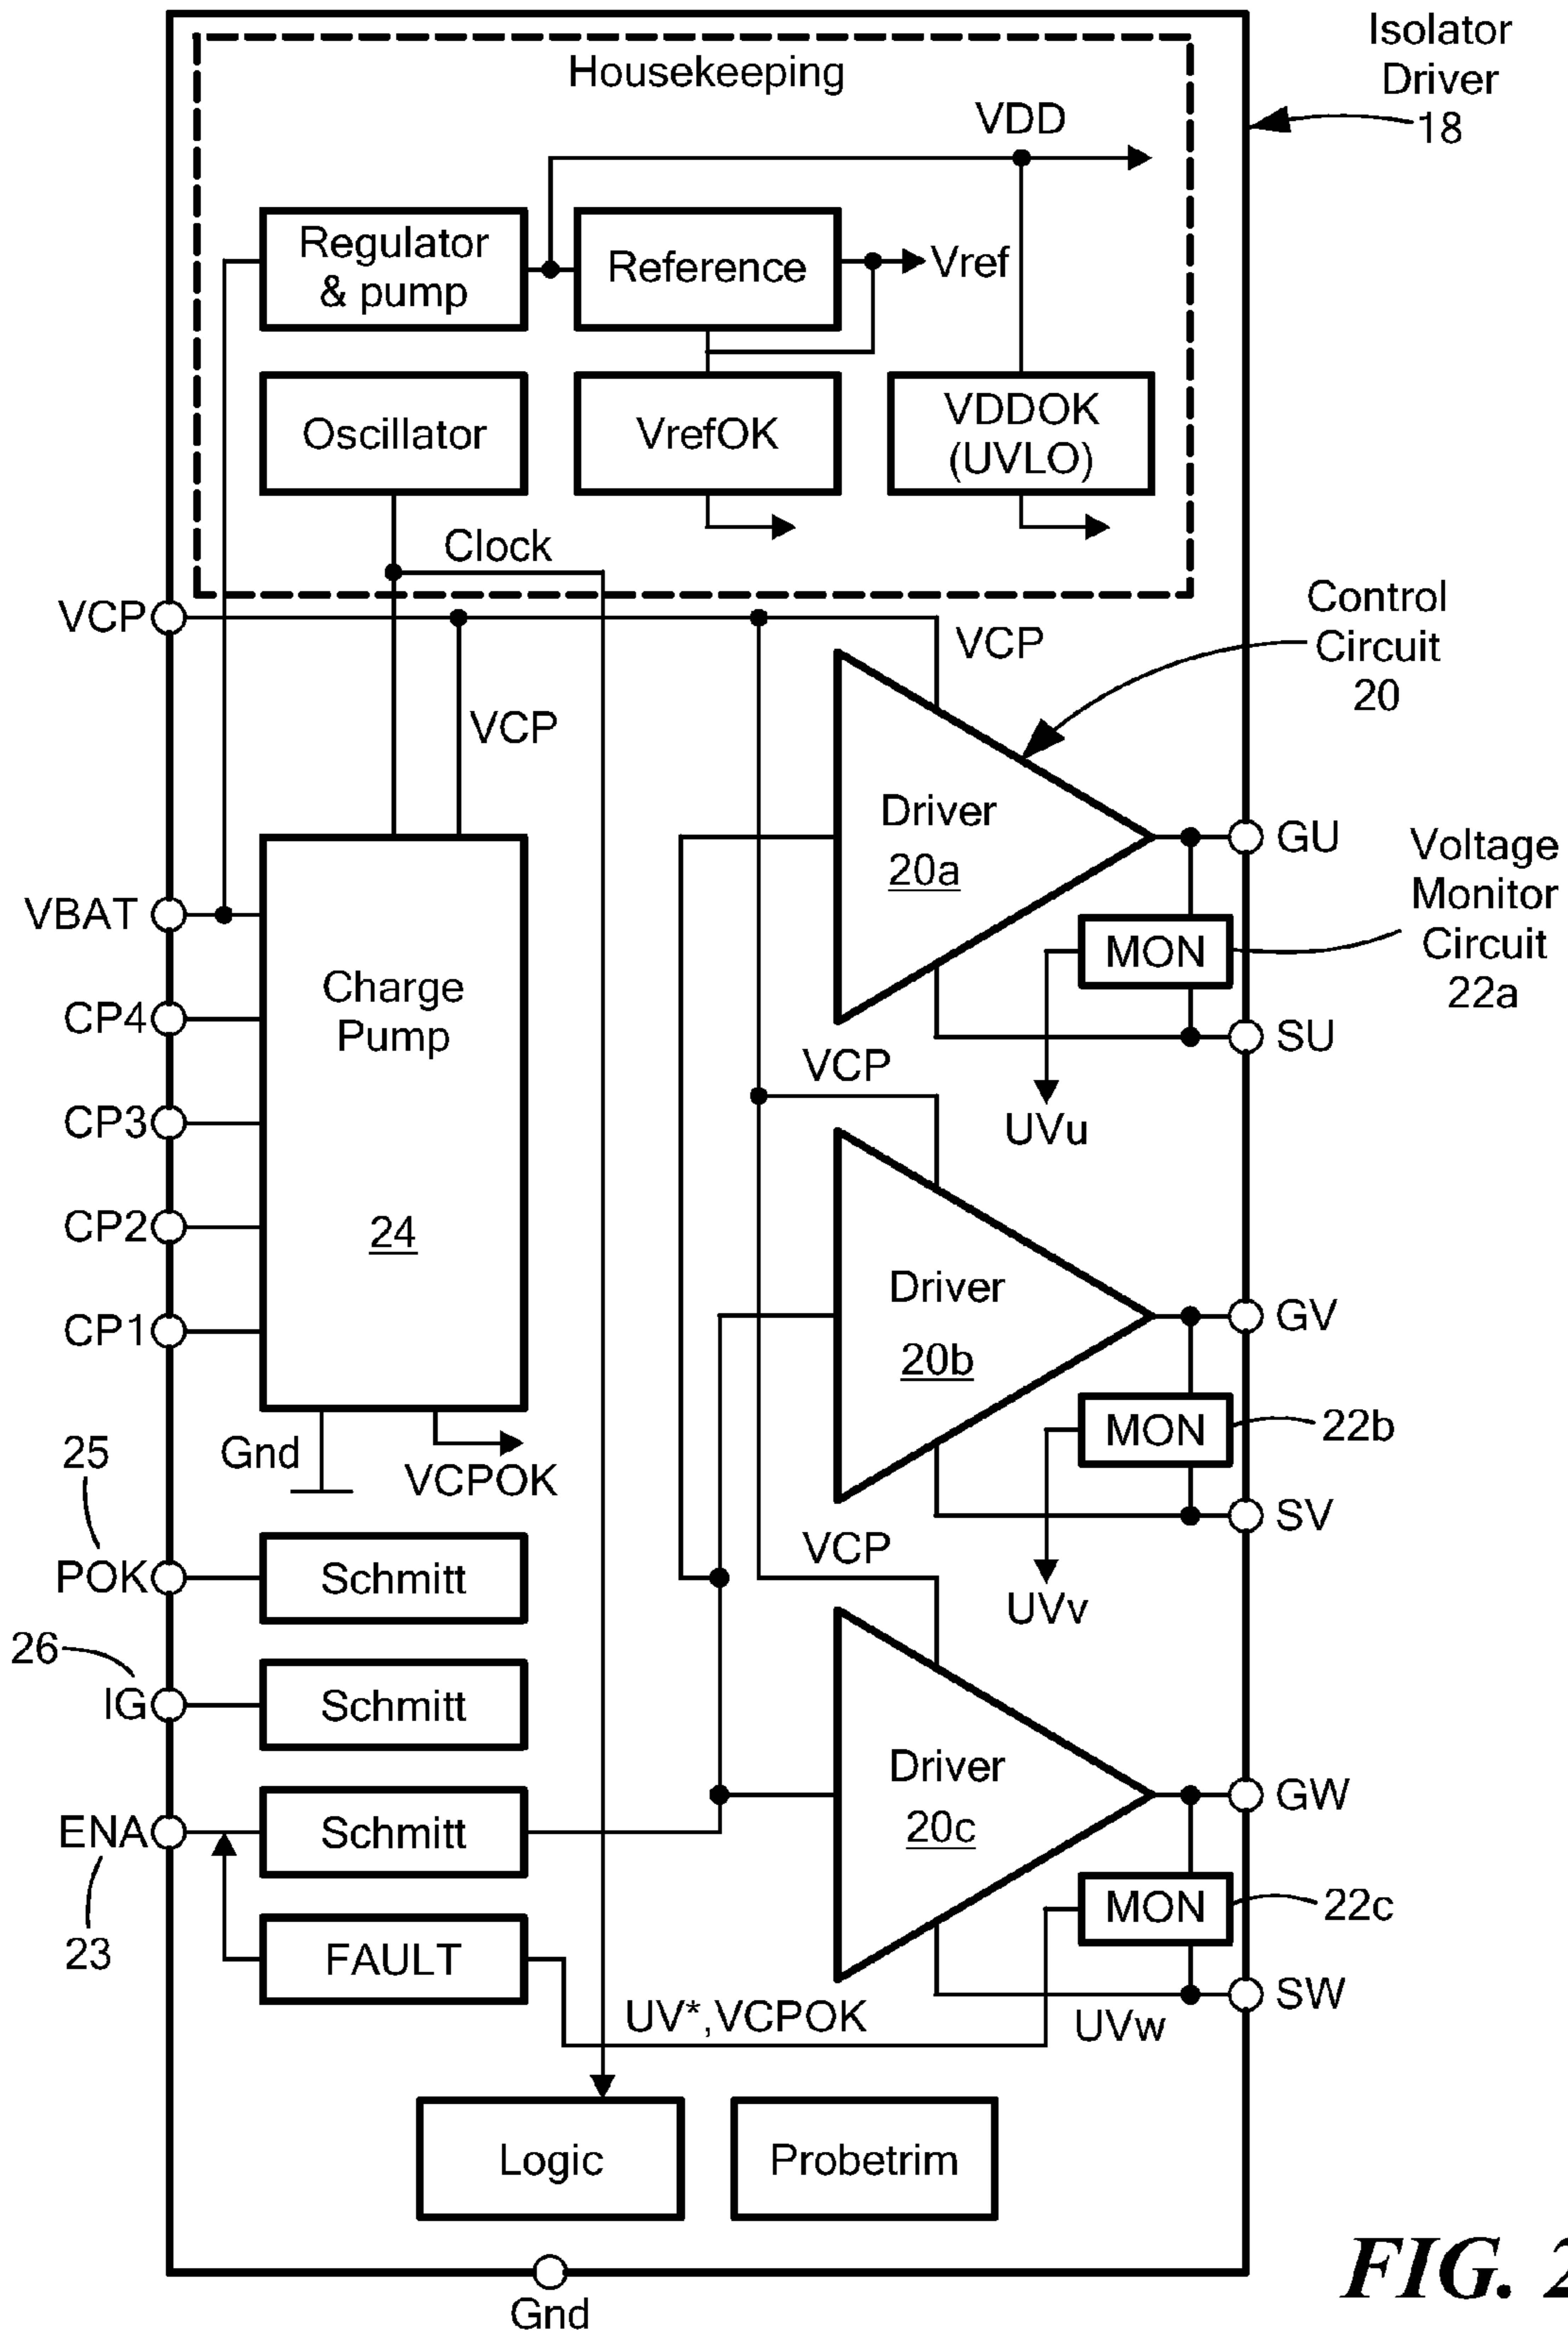 Isolator
Driver
18
Housekeeping
VDD
Regulator
& pump
Reference
Vref
Oscillator
VrefOK
VDDOK
(UVLO)
Clock
VCP
VCP
VCP
Control
Circuit
20
Driver
20a
GU
Voltage
Monitor
Circuit
22a
MON
SU
UVu
VBAT
CP4
CP3
CP2
CP1
Charge
Pump
24
Gnd
VCPOK
VCP
Driver
20b
GV
MON
22b
SV
UVv
25
POK
Schmitt
26
IG
Schmitt
ENA
23
Schmitt
FAULT
VCP
Driver
20c
GW
MON
22c
SW
UVw
UV*,VCPOK
Logic
Probetrim
Gnd
FIG. 2